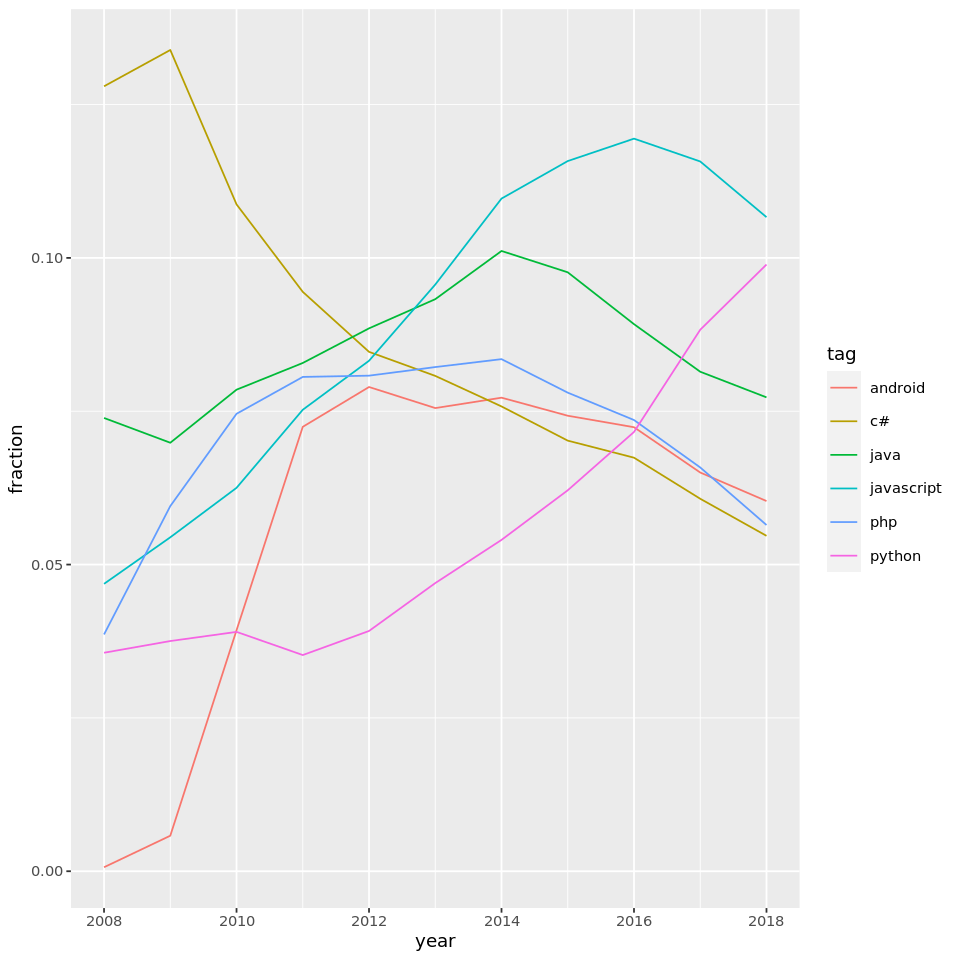 0.10
0.05
0.00
fraction
2008 2010 2012 2014 2016 2018
year
tag
android
c#
java
javascript
php
python